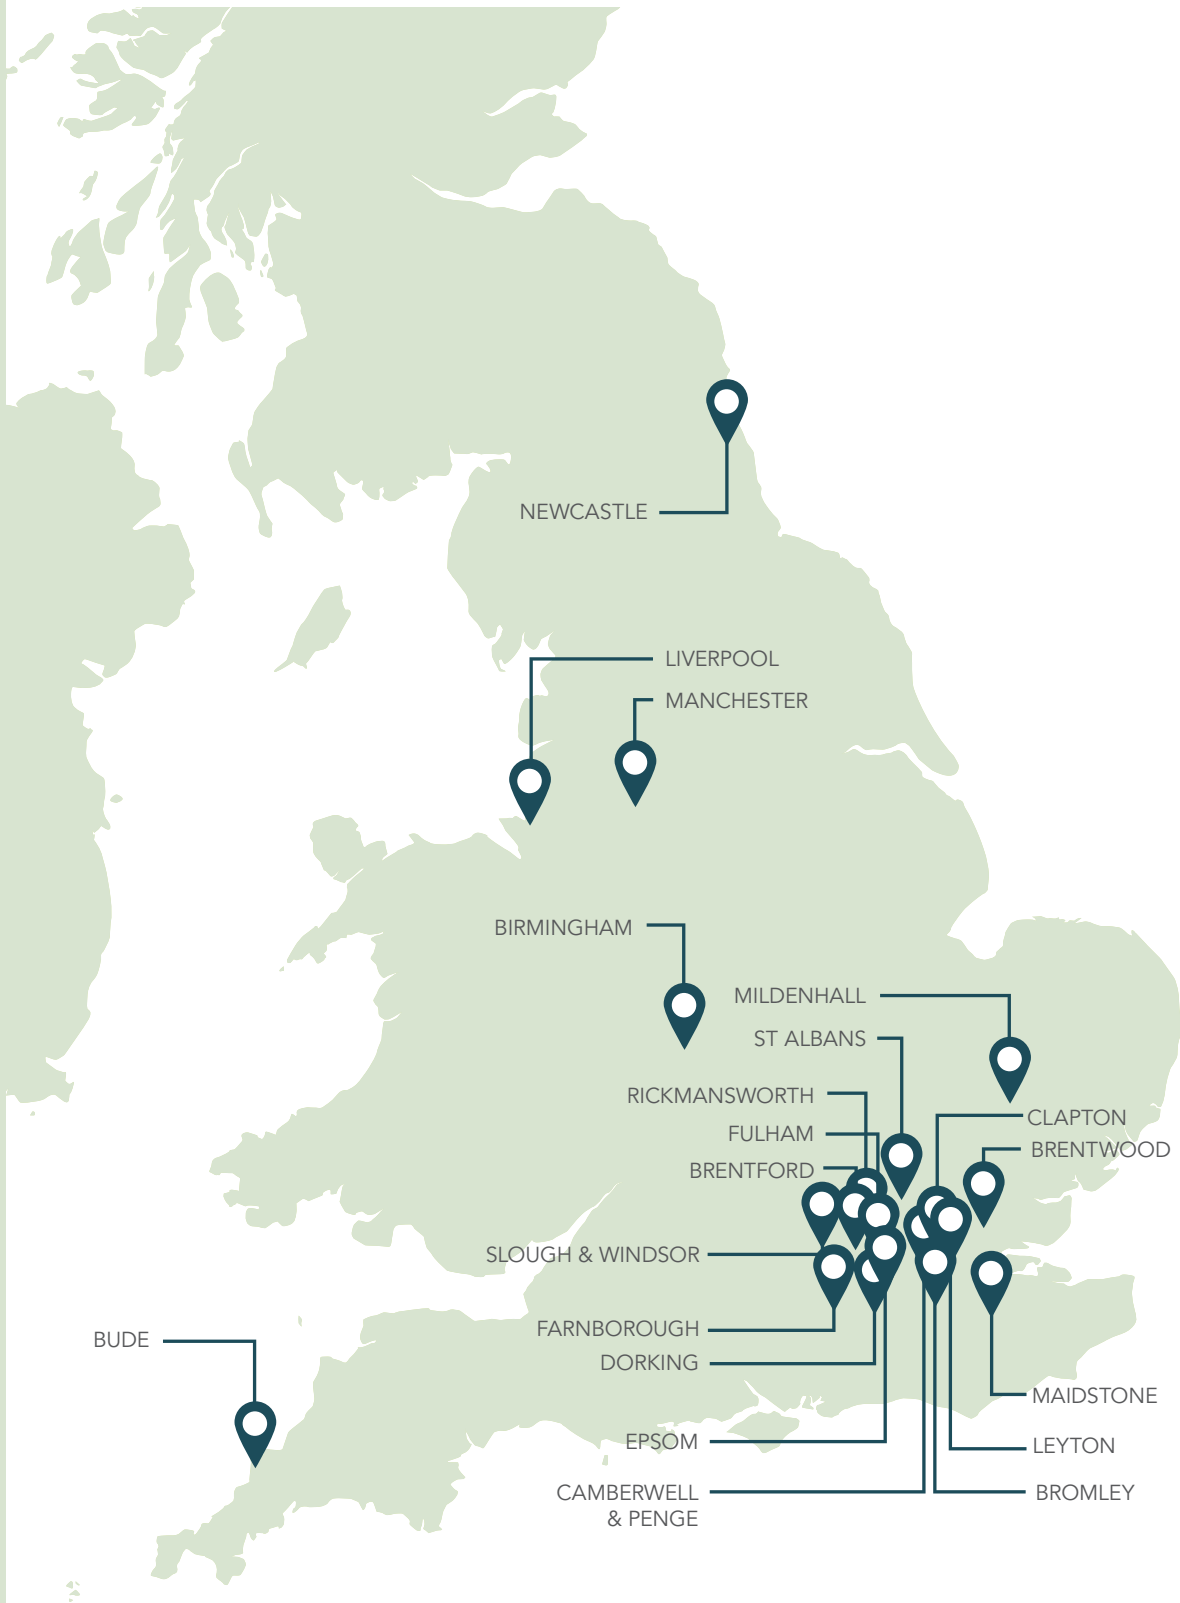 NEWCASTLE
LIVERPOOL
MANCHESTER
BIRMINGHAM
MILDENHALL
ST ALBANS
RICKMANSWORTH
CLAPTON
FULHAM
BRENTWOOD
BRENTFORD
SLOUGH & WINDSOR
FARNBOROUGH
BUDE
DORKING
MAIDSTONE
EPSOM
LEYTON
CAMBERWELL
& PENGE
BROMLEY